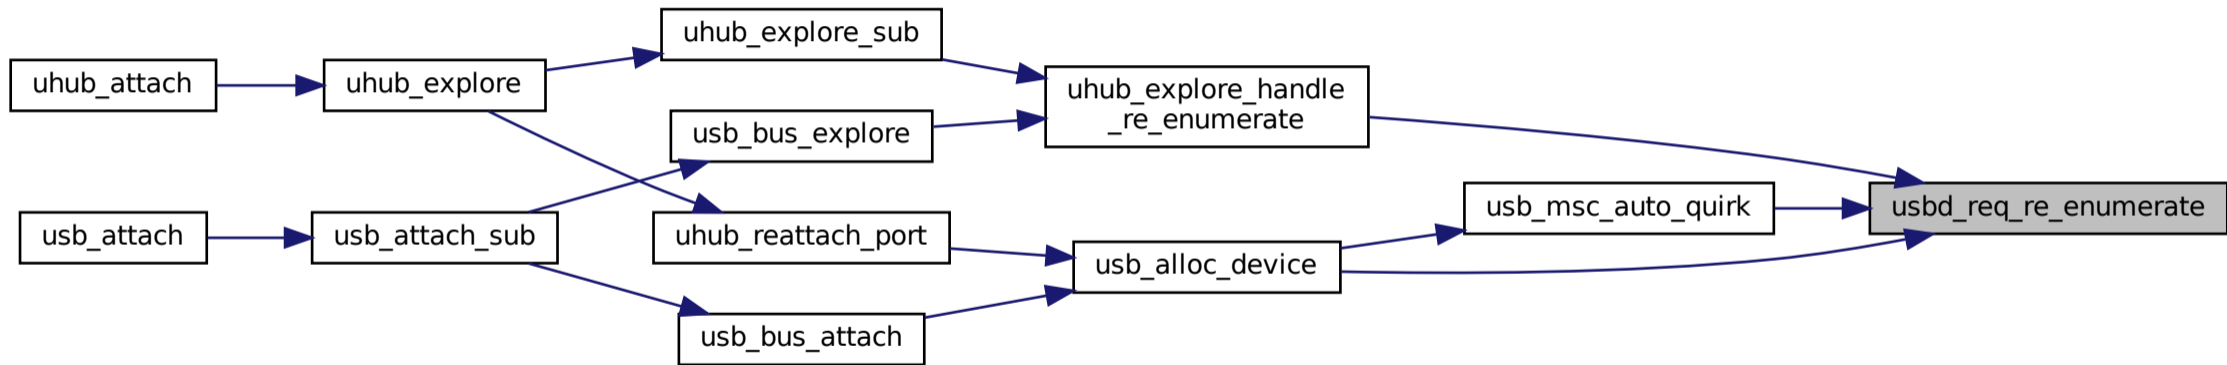 uhub_explore_sub
uhub_attach
uhub_explore
uhub_explore_handle
_re_enumerate
usb_bus_explore
usb_msc_auto_quirk
usbd_req_re_enumerate
usb_attach
usb_attach_sub
uhub_reattach_port
usb_alloc_device
usb_bus_attach